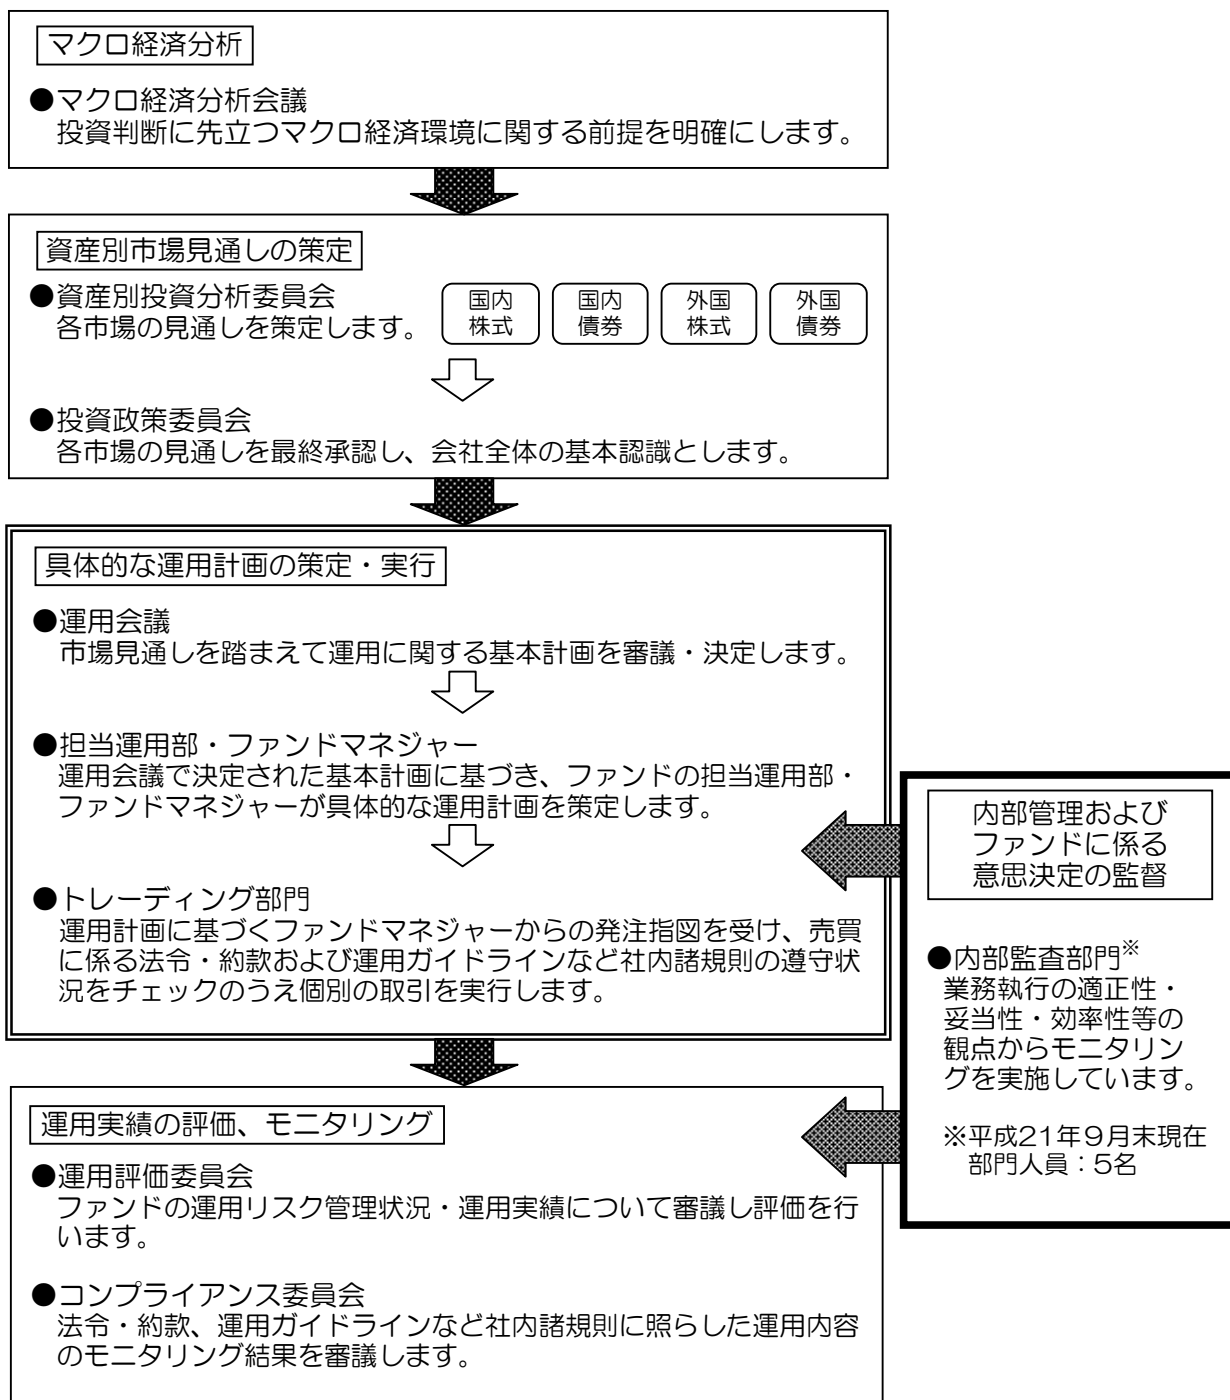 マクロ経済分析
●マクロ経済分析会議
投資判断に先立つマクロ経済環境に関する前提を明確にします。
資産別市場見通しの策定
●資産別投資分析委員会
各市場の見通しを策定します。
国内
株式
国内
債券
外国
株式
外国
債券
●投資政策委員会
各市場の見通しを最終承認し、会社全体の基本認識とします。
具体的な運用計画の策定・実行
●運用会議
市場見通しを踏まえて運用に関する基本計画を審議・決定します。
●担当運用部・ファンドマネジャー
運用会議で決定された基本計画に基づき、ファンドの担当運用部・
ファンドマネジャーが具体的な運用計画を策定します。
●トレーディング部門
運用計画に基づくファンドマネジャーからの発注指図を受け、売買
に係る法令・約款および運用ガイドラインなど社内諸規則の遵守状
況をチェックのうえ個別の取引を実行します。
内部管理および
ファンドに係る
意思決定の監督
●内部監査部門※
業務執行の適正性・
妥当性・効率性等の
観点からモニタリン
グを実施しています。
※平成21年9月末現在
部門人員：5名
運用実績の評価、モニタリング
●運用評価委員会
ファンドの運用リスク管理状況・運用実績について審議し評価を行
います。
●コンプライアンス委員会
法令・約款、運用ガイドラインなど社内諸規則に照らした運用内容
のモニタリング結果を審議します。